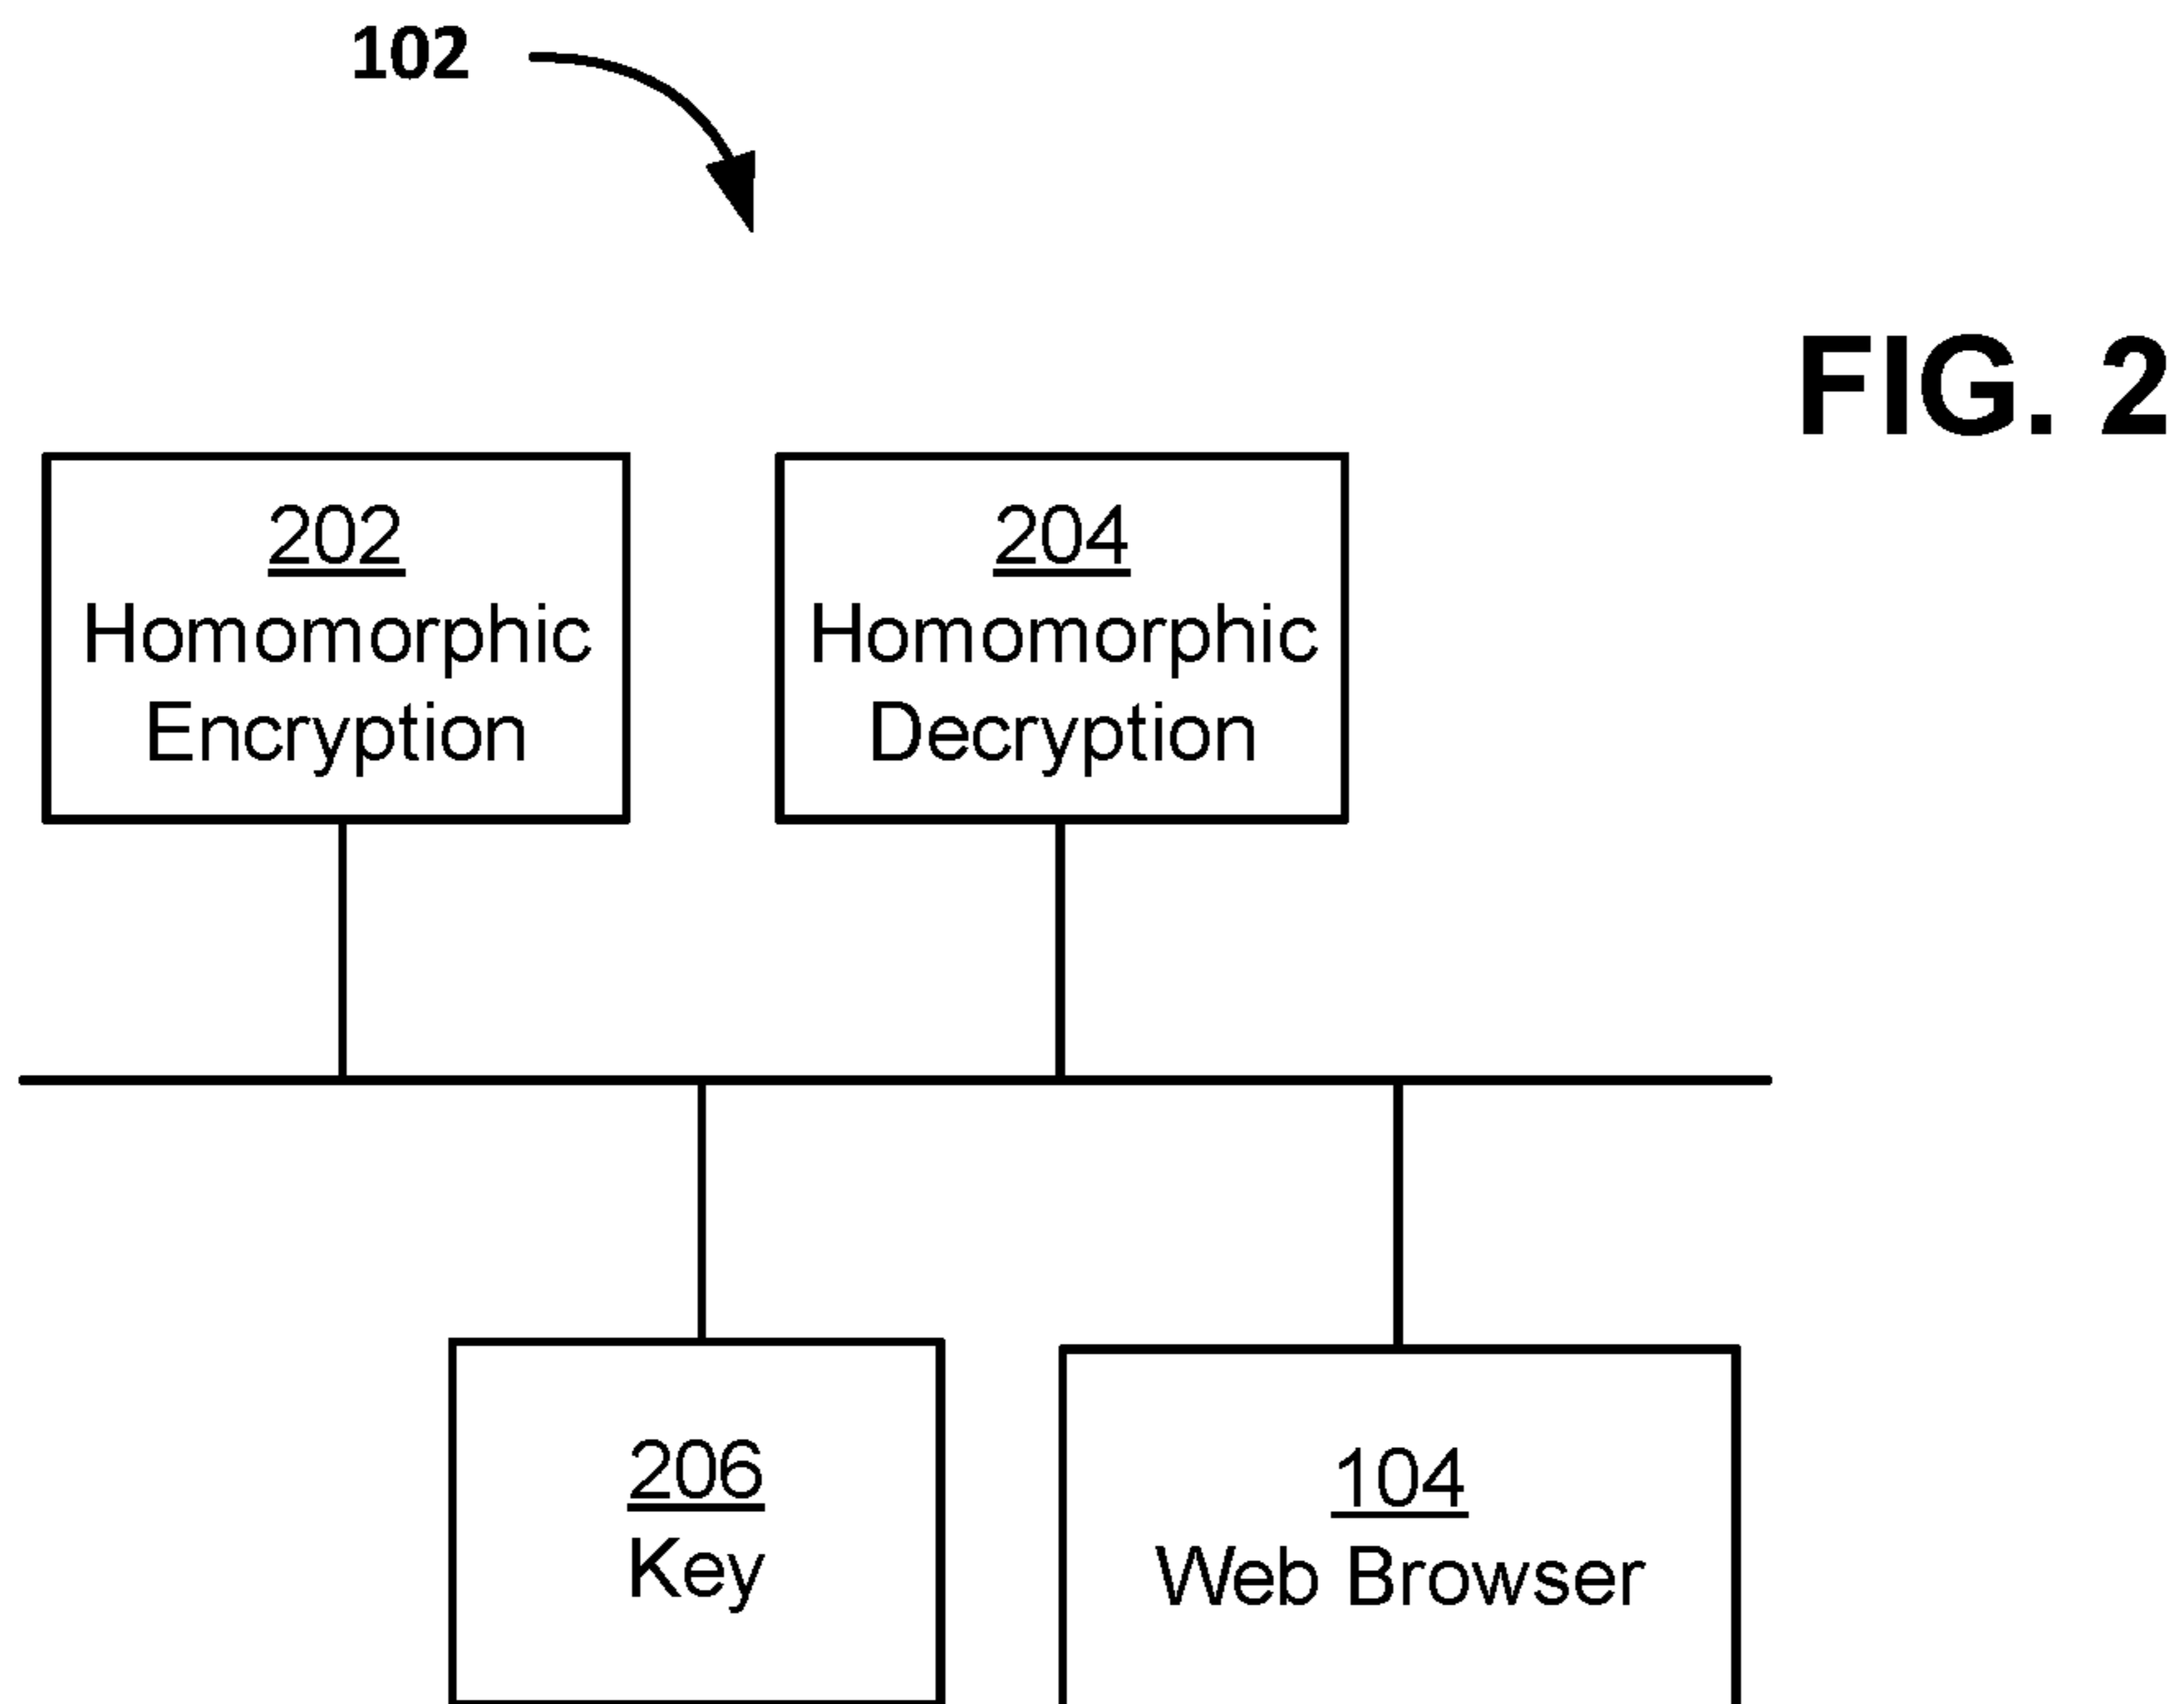 102
FIG. 2
202
Homomorphic
Encryption
204
Homomorphic
Decryption
206
Key
104
Web Browser